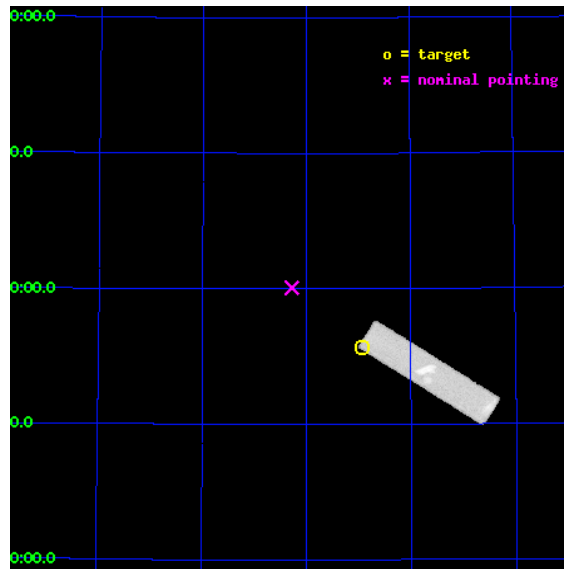 0:00.0
o = target
x = nominal pointing
0.0
0:00.0
0.0
0:00.0